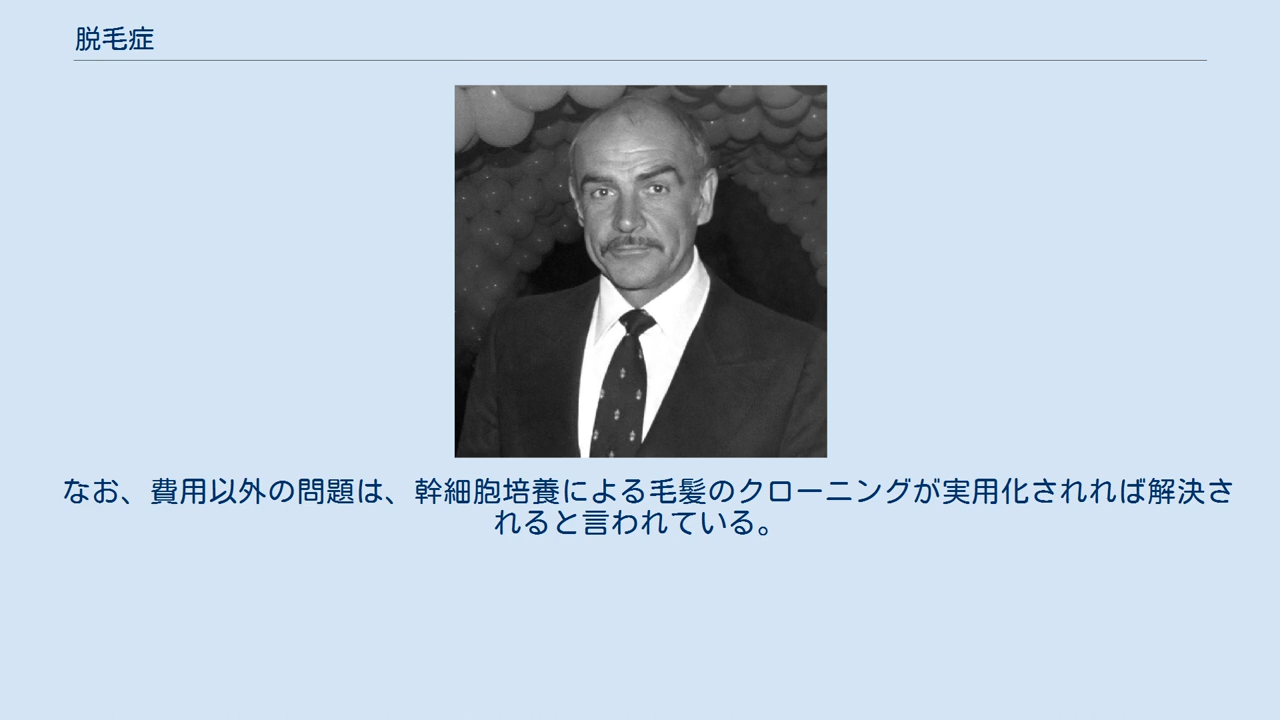 脱毛症
なお、費用以外の問題は、幹細胞培養による毛髪のクローニングが実用化されれば解決さ
れると言われている。